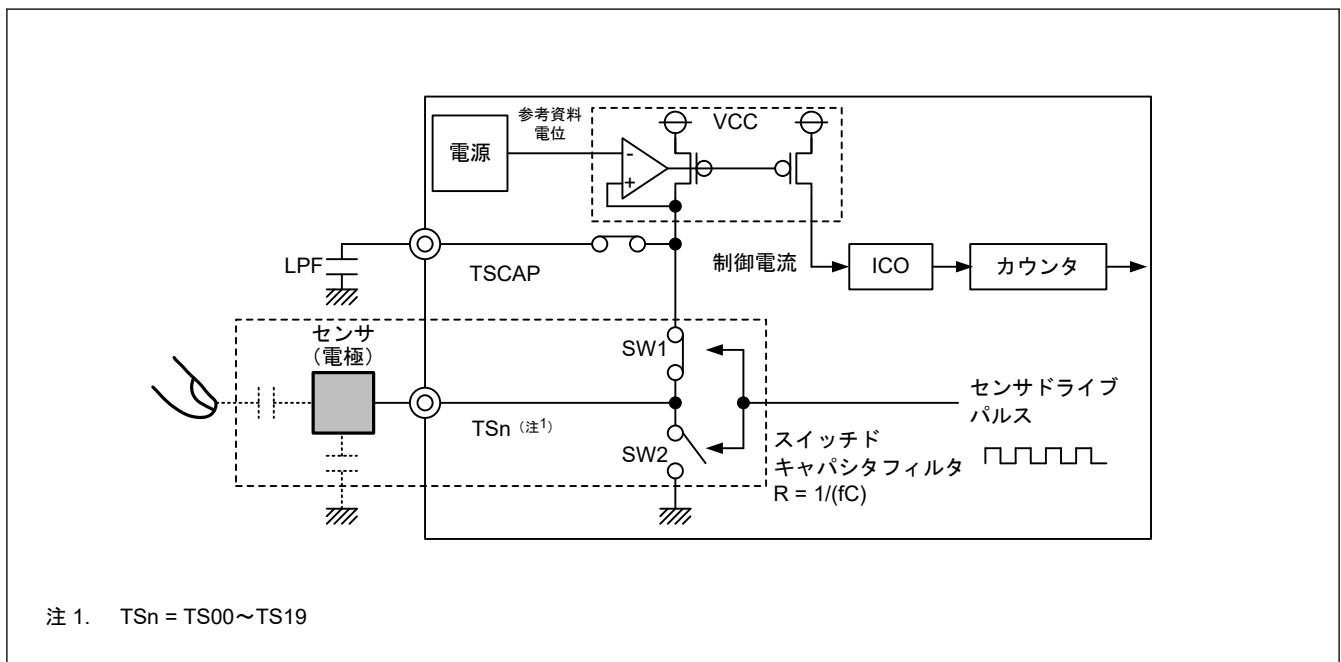 参考資料
電位
VCC
電源
-
+
LPF
TSCAP
制御電流
ICO
カウンタ
センサ
(電極)
SW1
センサドライブ
パルス
TSn (注1)
SW2
スイッチド
キャパシタフィルタ
R = 1/(fC)
注 1. TSn = TS00～TS19